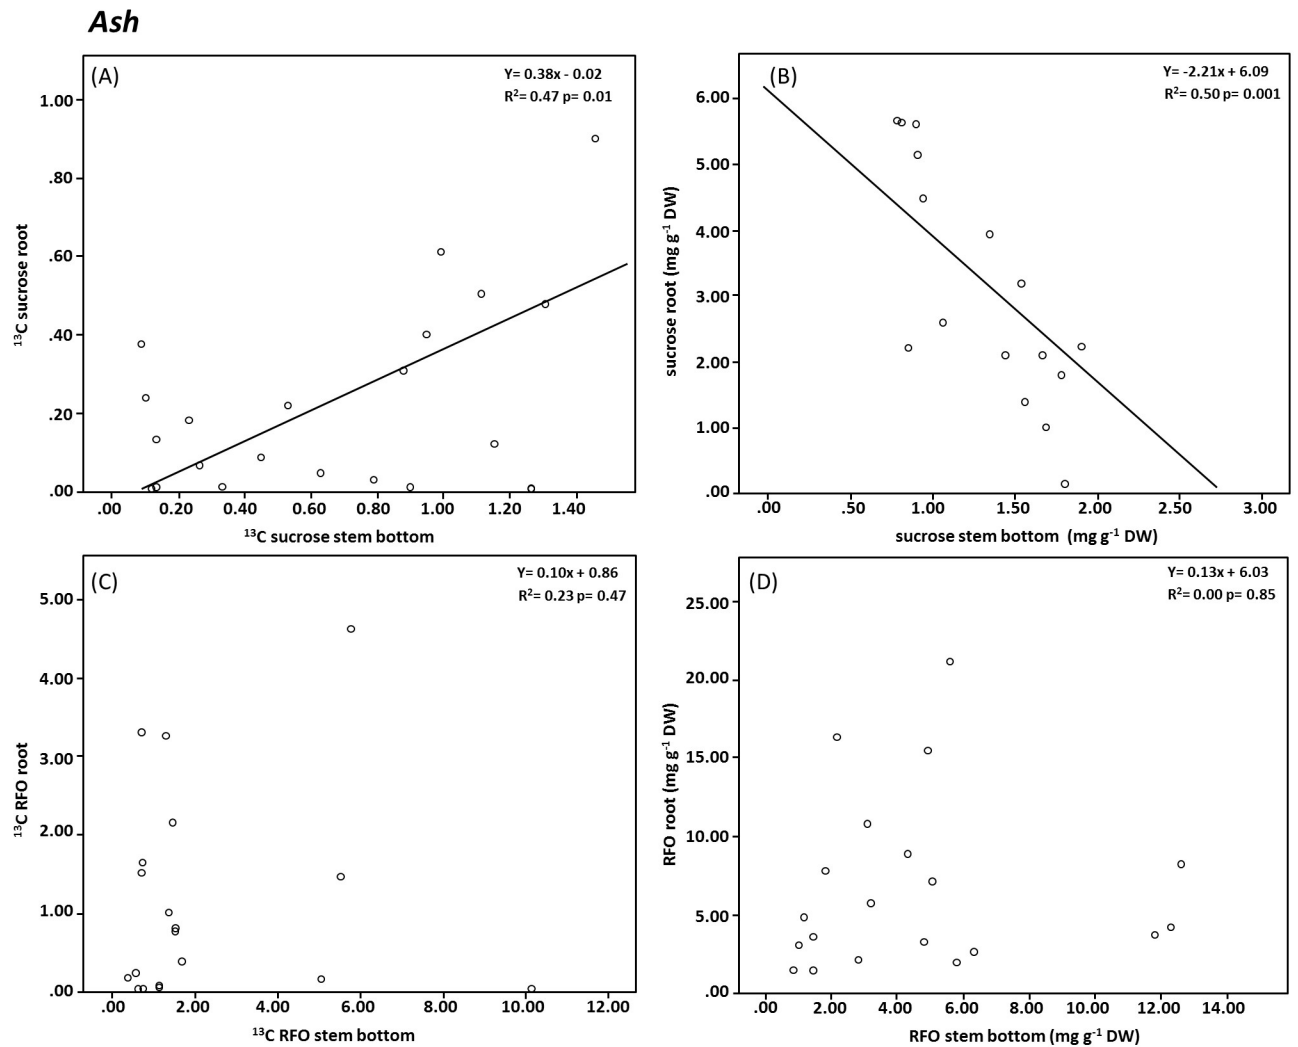 Ash
(A)
Y= 0.38x - 0.02
R²= 0.47 p= 0.01
1.00
.80
.60
.40
.20
.00
¹³C sucrose root
.00 0.20 0.40 0.60 0.80 1.00 1.20 1.40
¹³C sucrose stem bottom
(B)
Y= -2.21x + 6.09
R²= 0.50 p= 0.001
6.00
5.00
4.00
3.00
2.00
1.00
.00
sucrose root (mg g⁻¹ DW)
.00 .50 1.00 1.50 2.00 2.50 3.00
sucrose stem bottom (mg g⁻¹ DW)
(C)
Y= 0.10x + 0.86
R²= 0.23 p= 0.47
5.00
4.00
3.00
2.00
1.00
.00
¹³C RFO root
.00 2.00 4.00 6.00 8.00 10.00 12.00
¹³C RFO stem bottom
(D)
Y= 0.13x + 6.03
R²= 0.00 p= 0.85
25.00
20.00
15.00
10.00
5.00
.00
RFO root (mg g⁻¹ DW)
.00 2.00 4.00 6.00 8.00 10.00 12.00 14.00
RFO stem bottom (mg g⁻¹ DW)